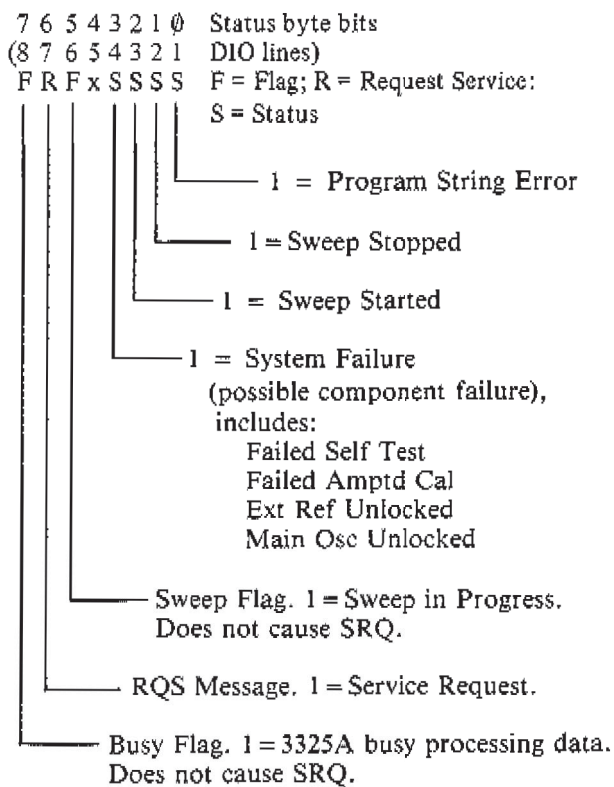 7 6 5 4 3 2 1 0 Status byte bits
(8 7 6 5 4 3 2 1 DIO lines)
F R F x S S S S F = Flag; R = Request Service:
S = Status
1 = Program String Error
1 = Sweep Stopped
1 = Sweep Started
1 = System Failure
(possible component failure),
includes:
Failed Self Test
Failed Amptd Cal
Ext Ref Unlocked
Main Osc Unlocked
Sweep Flag. 1 = Sweep in Progress.
Does not cause SRQ.
RQS Message. 1 = Service Request.
Busy Flag. 1 = 3325A busy processing data.
Does not cause SRQ.